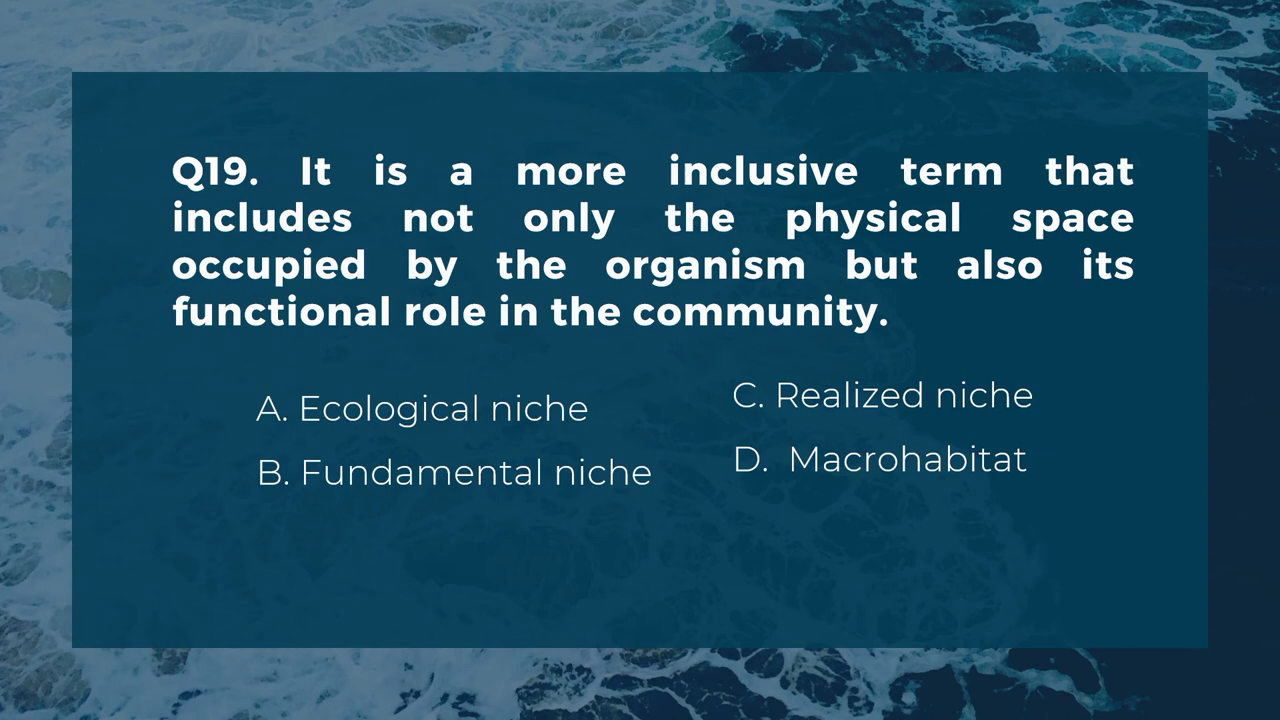 Q19. It is a more inclusive term that
includes not only the physical space
occupied by the organism but also its
functional role in the community.
A. Ecological niche
B. Fundamental niche
C. Realized niche
D. Macrohabitat